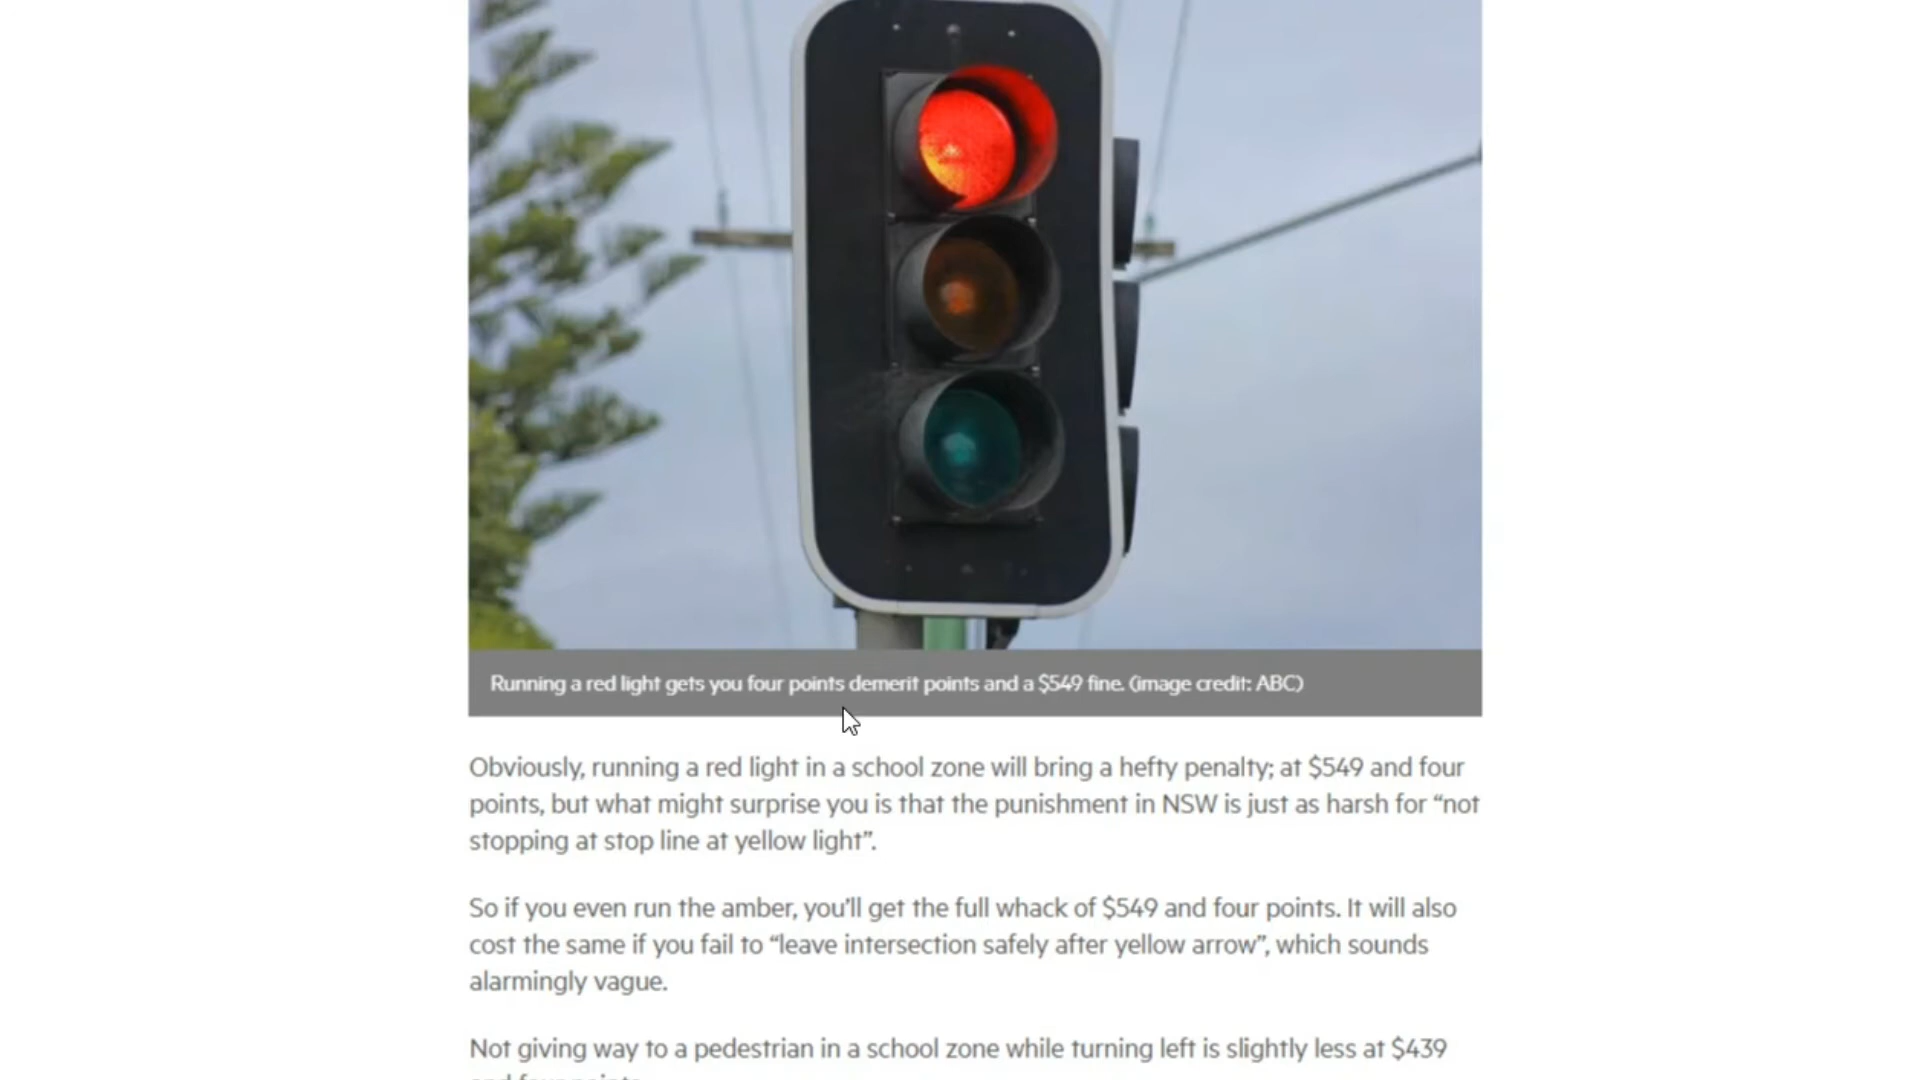 Running a red light gets you four points demerit points and a $549 fine. (image credit: ABC)
Obviously, running a red light in a school zone will bring a hefty penalty; at $549 and four
points, but what might surprise you is that the punishment in NSW is just as harsh for “not
stopping at stop line at yellow light”.
So if you even run the amber, you’ll get the full whack of $549 and four points. It will also
cost the same if you fail to “leave intersection safely after yellow arrow”, which sounds
alarmingly vague.
Not giving way to a pedestrian in a school zone while turning left is slightly less at $439